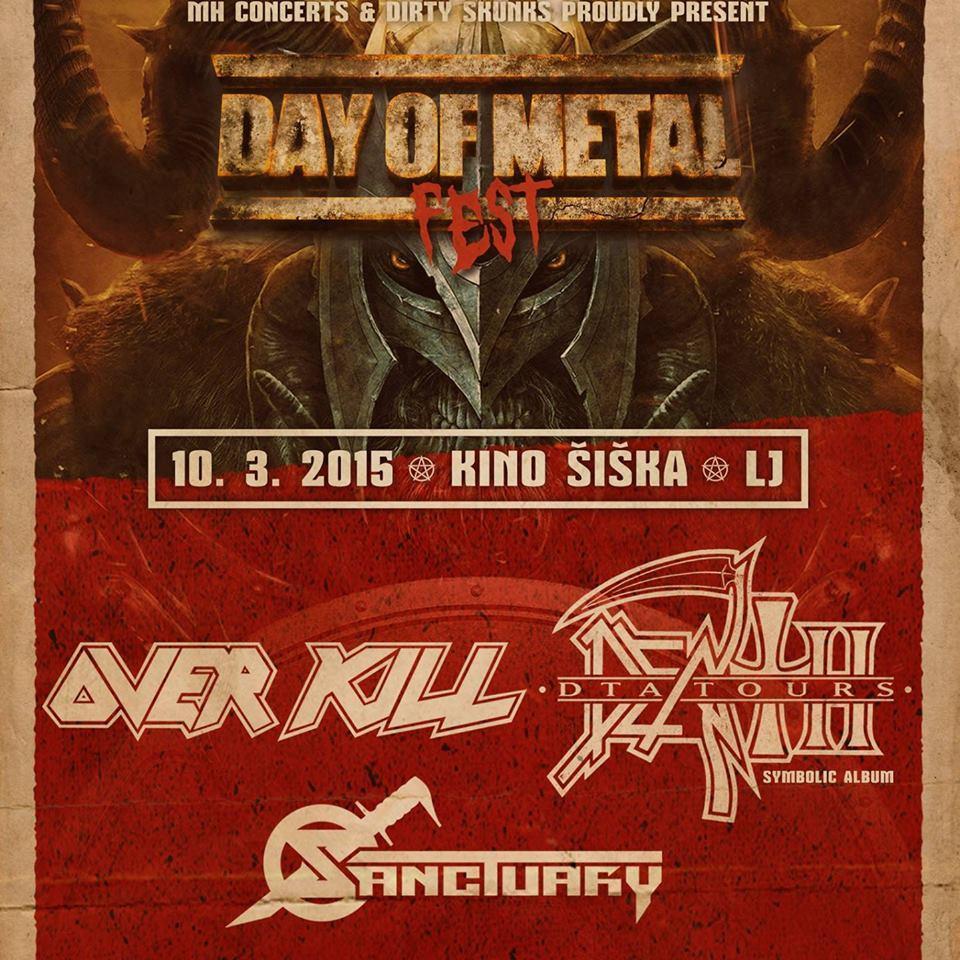 MH CONCERTS & DIRTY SKUNKS PROUDLY PRESENT
DAY OF METAL
FEST
10. 3. 2015 KINO ŠIŠKA LJ
OVER KILL
DEATH
• DTA TOURS •
SYMBOLIC ALBUM
SANCTUARY